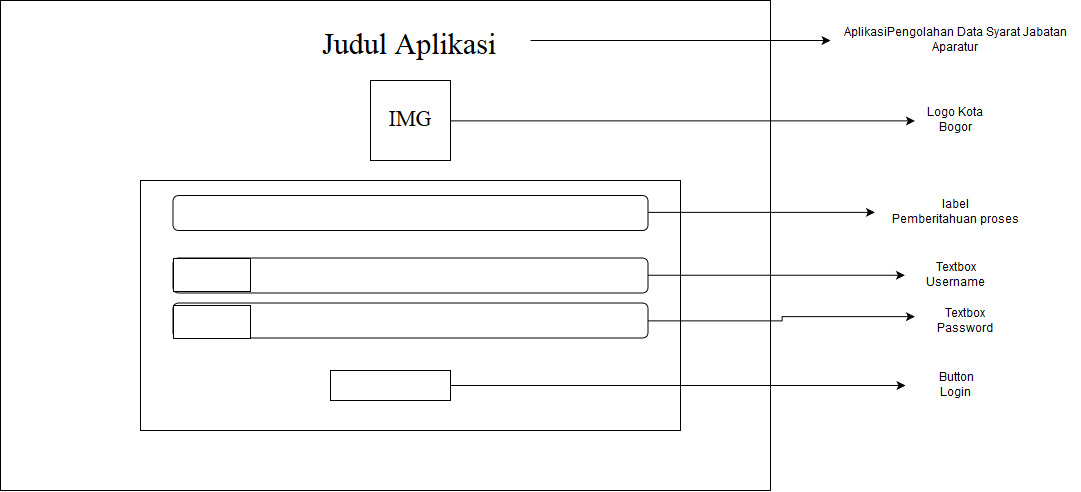 Judul Aplikasi
AplikasiPengolahan Data Syarat Jabatan
Aparatur
IMG
Logo Kota
Bogor
label
Pemberitahuan proses
Textbox
Username
Textbox
Password
Button
Login